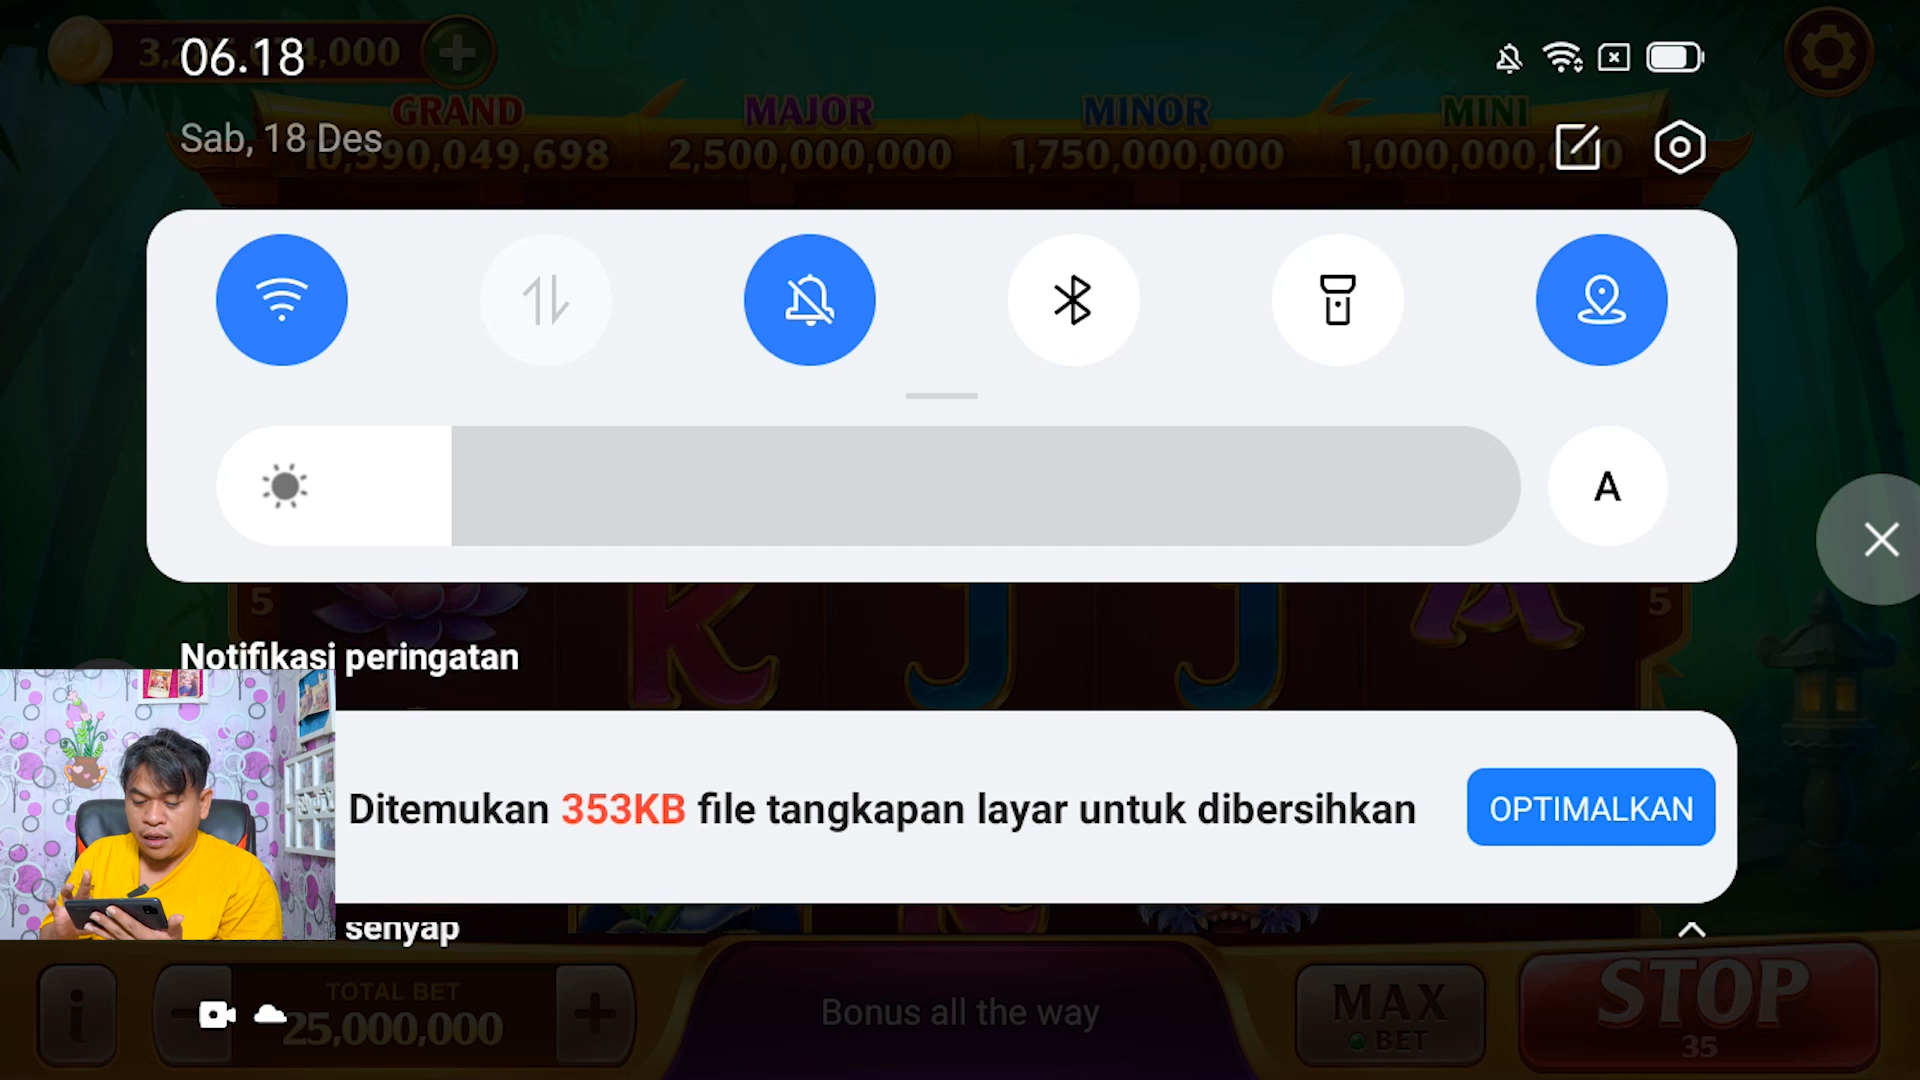 06.18
Sab, 18 Des
GRAND
MAJOR
MINOR
MINI
2,500,000,000
1,750,000,000
A
5
K
J
J
A
5
Notifikasi peringatan
Ditemukan 353KB file tangkapan layar untuk dibersihkan
OPTIMALKAN
senyap
TOTAL BET
25,000,000
Bonus all the way
MAX
BET
STOP
35